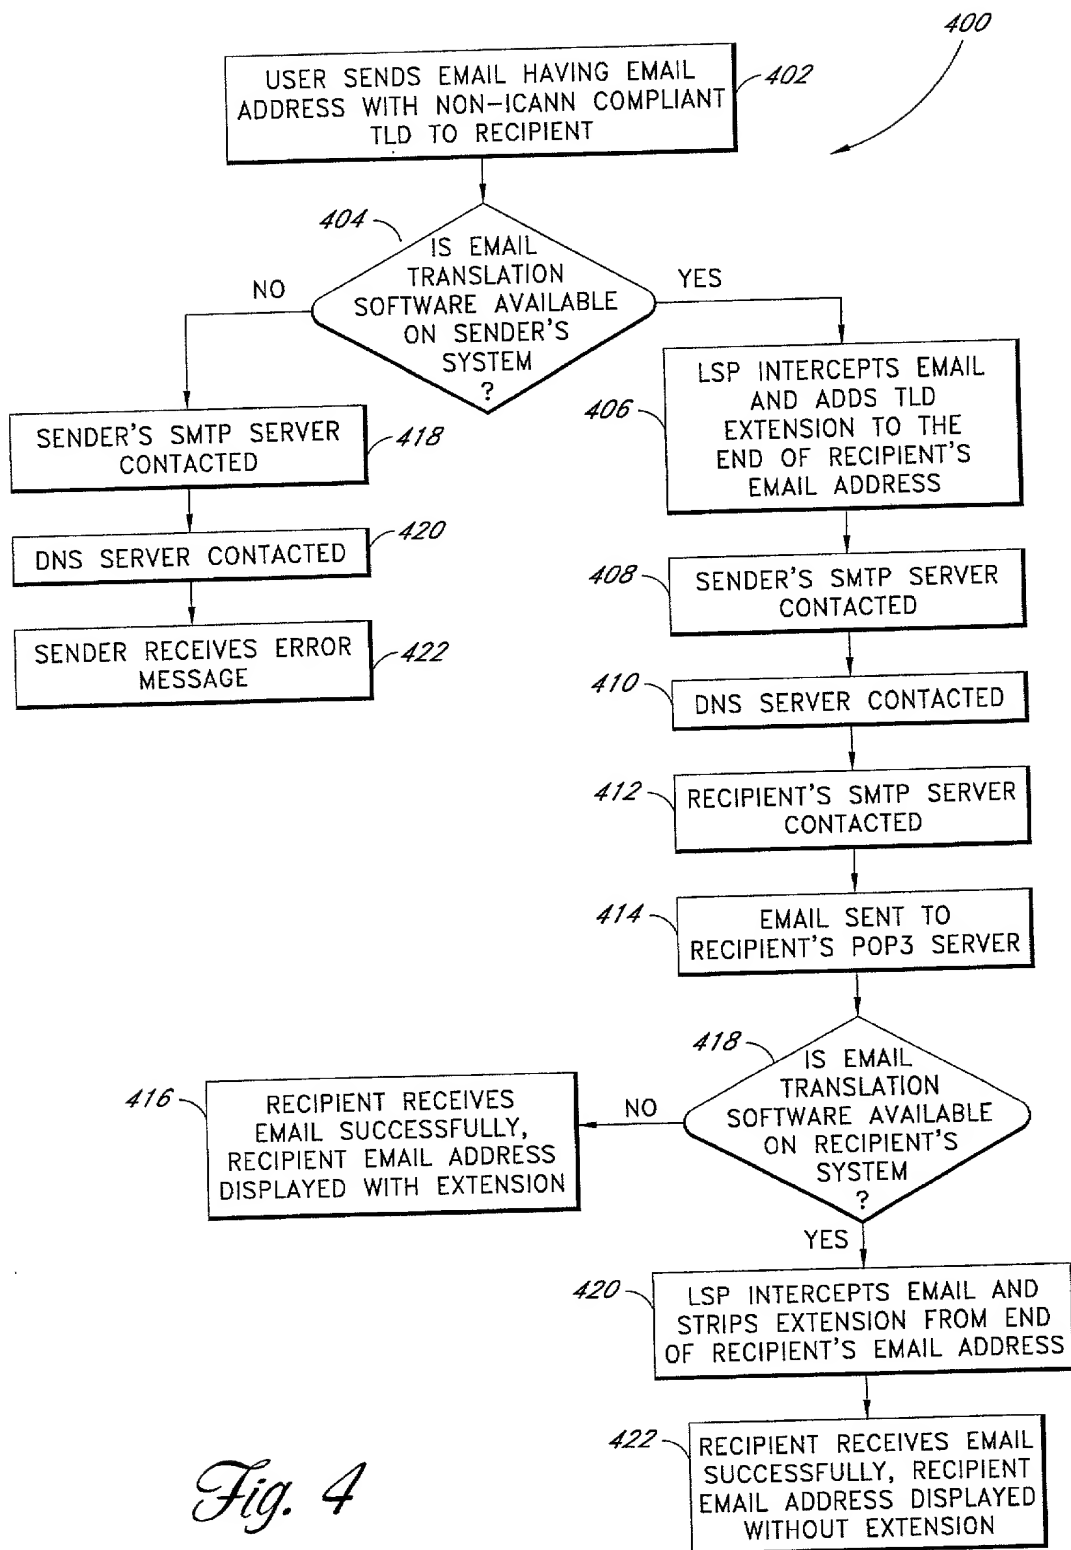 400
USER SENDS EMAIL HAVING EMAIL
ADDRESS WITH NON-ICANN COMPLIANT
TLD TO RECIPIENT
402
404
IS EMAIL
TRANSLATION
SOFTWARE AVAILABLE
ON SENDER'S
SYSTEM
?
NO
YES
SENDER'S SMTP SERVER
CONTACTED
418
DNS SERVER CONTACTED
420
SENDER RECEIVES ERROR
MESSAGE
422
406
LSP INTERCEPTS EMAIL
AND ADDS TLD
EXTENSION TO THE
END OF RECIPIENT'S
EMAIL ADDRESS
408
SENDER'S SMTP SERVER
CONTACTED
410
DNS SERVER CONTACTED
412
RECIPIENT'S SMTP SERVER
CONTACTED
414
EMAIL SENT TO
RECIPIENT'S POP3 SERVER
418
IS EMAIL
TRANSLATION
SOFTWARE AVAILABLE
ON RECIPIENT'S
SYSTEM
?
NO
416
RECIPIENT RECEIVES
EMAIL SUCCESSFULLY,
RECIPIENT EMAIL ADDRESS
DISPLAYED WITH EXTENSION
YES
420
LSP INTERCEPTS EMAIL AND
STRIPS EXTENSION FROM END
OF RECIPIENT'S EMAIL ADDRESS
422
RECIPIENT RECEIVES EMAIL
SUCCESSFULLY, RECIPIENT
EMAIL ADDRESS DISPLAYED
WITHOUT EXTENSION
Fig. 4